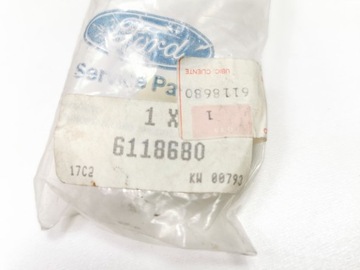 Ford
Service Pa
UBIC CLIENTE
6118680
1
1 X
6118680
17C2
KW 00793